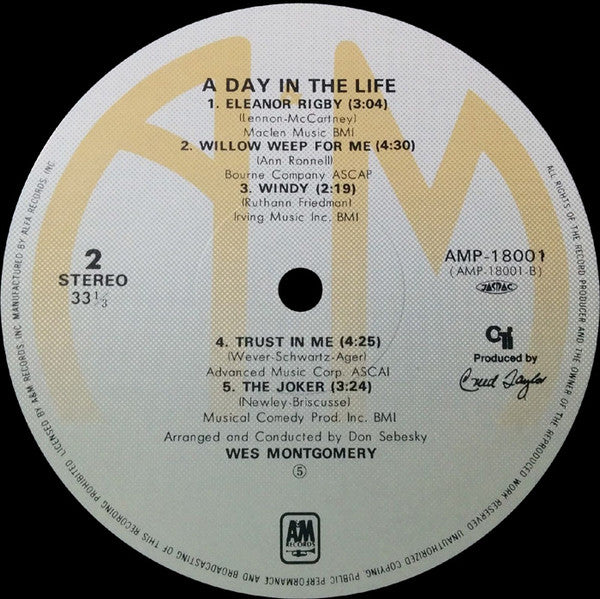 A DAY IN THE LIFE
1. ELEANOR RIGBY (3:04)
(Lennon-McCartney)
Maclen Music BMI
2. WILLOW WEEP FOR ME (4:30)
(Ann Ronnell)
Bourne Company ASCAP
3. WINDY (2:19)
(Ruthann Friedman)
Irving Music Inc. BMI
2
STEREO
33 1/3
AMP-18001
(AMP-18001-B)
JASRAC
CTi
Produced by
Creed Taylor
4. TRUST IN ME (4:25)
(Wever-Schwartz-Ager)
Advanced Music Corp. ASCAI
5. THE JOKER (3:24)
(Newley-Briscusse)
Musical Comedy Prod. Inc. BMI
Arranged and Conducted by Don Sebesky
WES MONTGOMERY
⑤
A&M
RECORDS
ALL RIGHTS OF THE RECORD PRODUCER AND THE OWNER OF THE REPRODUCED WORK RESERVED. UNAUTHORIZED COPYING PUBLIC PERFORMANCE AND BROADCASTING OF THIS RECORDING PROHIBITED. LICENSED BY A&M RECORDS, INC. MANUFACTURED BY ALFA RECORDS, INC.